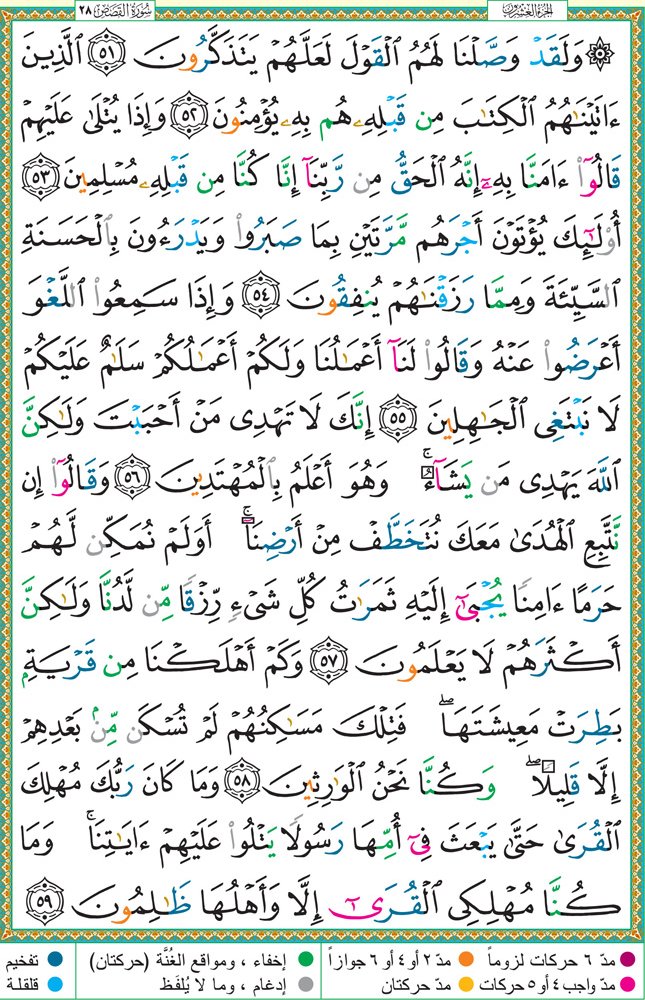 سُورَةُ القَصَصِ ٢٨
الجزء العشرون
۞ وَلَقَدْ وَصَّلْنَا لَهُمُ ٱلْقَوْلَ لَعَلَّهُمْ يَتَذَكَّرُونَ ٥١ ٱلَّذِينَ
ءَاتَيْنَٰهُمُ ٱلْكِتَٰبَ مِن قَبْلِهِۦ هُم بِهِۦ يُؤْمِنُونَ ٥٢ وَإِذَا يُتْلَىٰ عَلَيْهِمْ
قَالُوٓا۟ ءَامَنَّا بِهِۦٓ إِنَّهُ ٱلْحَقُّ مِن رَّبِّنَآ إِنَّا كُنَّا مِن قَبْلِهِۦ مُسْلِمِينَ ٥٣
أُو۟لَٰٓئِكَ يُؤْتَوْنَ أَجْرَهُم مَّرَّتَيْنِ بِمَا صَبَرُوا۟ وَيَدْرَءُونَ بِٱلْحَسَنَةِ
ٱلسَّيِّئَةَ وَمِمَّا رَزَقْنَٰهُمْ يُنفِقُونَ ٥٤ وَإِذَا سَمِعُوا۟ ٱللَّغْوَ
أَعْرَضُوا۟ عَنْهُ وَقَالُوا۟ لَنَآ أَعْمَٰلُنَا وَلَكُمْ أَعْمَٰلُكُمْ سَلَٰمٌ عَلَيْكُمْ
لَا نَبْتَغِى ٱلْجَٰهِلِينَ ٥٥ إِنَّكَ لَا تَهْدِى مَنْ أَحْبَبْتَ وَلَٰكِنَّ
ٱللَّهَ يَهْدِى مَن يَشَآءُ ۚ وَهُوَ أَعْلَمُ بِٱلْمُهْتَدِينَ ٥٦ وَقَالُوٓا۟ إِن
نَّتَّبِعِ ٱلْهُدَىٰ مَعَكَ نُتَخَطَّفْ مِنْ أَرْضِنَآ ۚ أَوَلَمْ نُمَكِّن لَّهُمْ
حَرَمًا ءَامِنًا يُجْبَىٰٓ إِلَيْهِ ثَمَرَٰتُ كُلِّ شَىْءٍ رِّزْقًا مِّن لَّدُنَّا وَلَٰكِنَّ
أَكْثَرَهُمْ لَا يَعْلَمُونَ ٥٧ وَكَمْ أَهْلَكْنَا مِن قَرْيَةٍۭ
بَطِرَتْ مَعِيشَتَهَا ۖ فَتِلْكَ مَسَٰكِنُهُمْ لَمْ تُسْكَن مِّنۢ بَعْدِهِمْ
إِلَّا قَلِيلًا ۖ وَكُنَّا نَحْنُ ٱلْوَٰرِثِينَ ٥٨ وَمَا كَانَ رَبُّكَ مُهْلِكَ
ٱلْقُرَىٰ حَتَّىٰ يَبْعَثَ فِىٓ أُمِّهَا رَسُولًا يَتْلُوا۟ عَلَيْهِمْ ءَايَٰتِنَا ۚ وَمَا
كُنَّا مُهْلِكِى ٱلْقُرَىٰٓ إِلَّا وَأَهْلُهَا ظَٰلِمُونَ ٥٩
مدّ ٦ حركات لزوماً مدّ ٢ أو ٤ أو ٦ جوازاً إخفاء ، ومواقع الغُنَّة (حركتان) تفخيم
مدّ واجب ٤ أو ٥ حركات مدّ حركتان إدغام ، وما لا يُلفَظ قلقلة